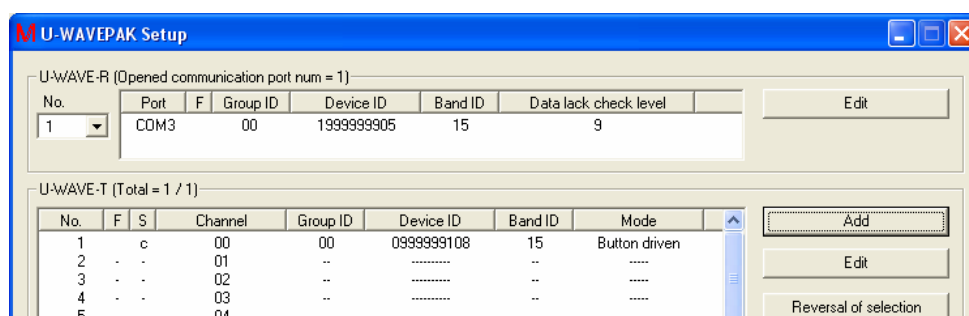 U-WAVEPAK Setup
U-WAVE-R (Opened communication port num = 1)
No. Port F Group ID Device ID Band ID Data lack check level Edit
1 COM3 00 1999999905 15 9
U-WAVE-T (Total = 1 / 1)
No. F S Channel Group ID Device ID Band ID Mode Add
1 c 00 00 0999999108 15 Button driven
2 - - 01 -- ---------- -- ----- Edit
3 - - 02 -- ---------- -- -----
4 - - 03 -- ---------- -- ----- Reversal of selection
5 04